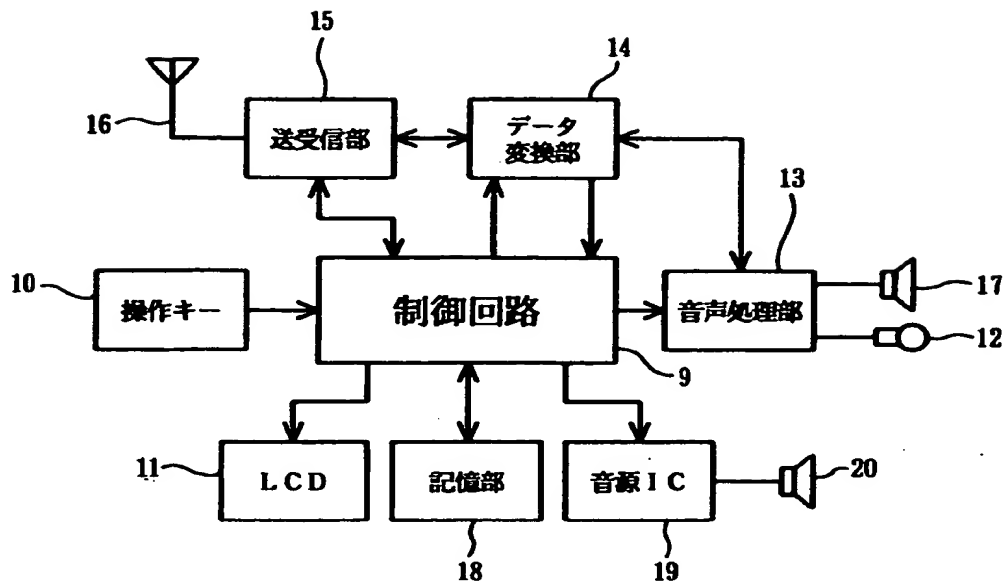 15
14
16
送受信部
データ
変換部
13
10
操作キー
制御回路
音声処理部
17
12
9
11
LCD
記憶部
音源IC
20
18
19